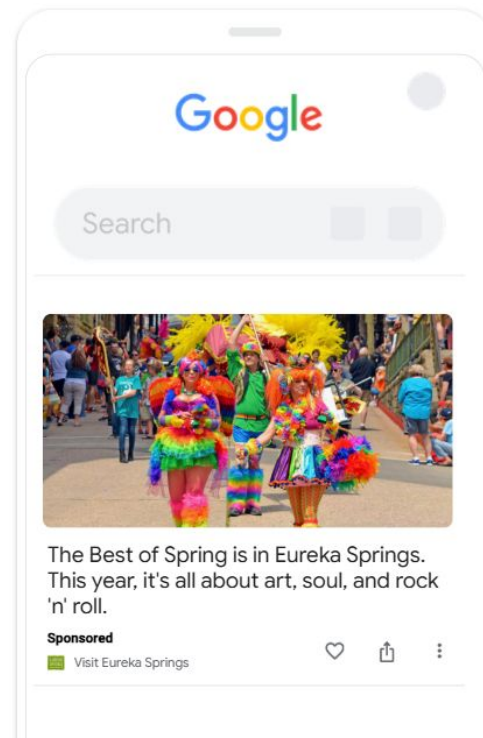 Google
Search
The Best of Spring is in Eureka Springs.
This year, it's all about art, soul, and rock
'n' roll.
Sponsored
Visit Eureka Springs